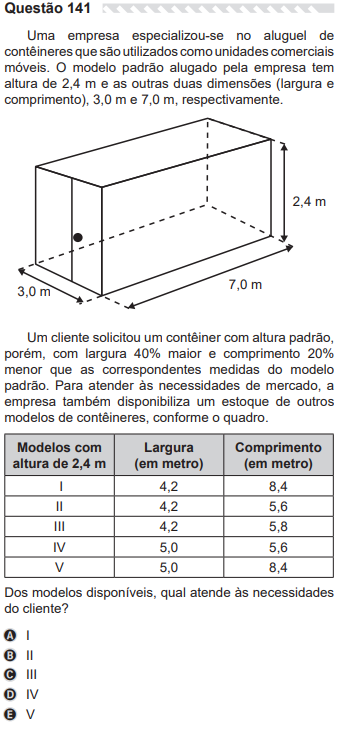 Questão 141
Uma empresa especializou-se no aluguel de
contêineres que são utilizados como unidades comerciais
móveis. O modelo padrão alugado pela empresa tem
altura de 2,4 m e as outras duas dimensões (largura e
comprimento), 3,0 m e 7,0 m, respectivamente.
2,4 m
3,0 m
7,0 m
Um cliente solicitou um contêiner com altura padrão,
porém, com largura 40% maior e comprimento 20%
menor que as correspondentes medidas do modelo
padrão. Para atender às necessidades de mercado, a
empresa também disponibiliza um estoque de outros
modelos de contêineres, conforme o quadro.
Modelos com altura de 2,4 m Largura (em metro) Comprimento (em metro)
I 4,2 8,4
II 4,2 5,6
III 4,2 5,8
IV 5,0 5,6
V 5,0 8,4
Dos modelos disponíveis, qual atende às necessidades
do cliente?
A I
B II
C III
D IV
E V